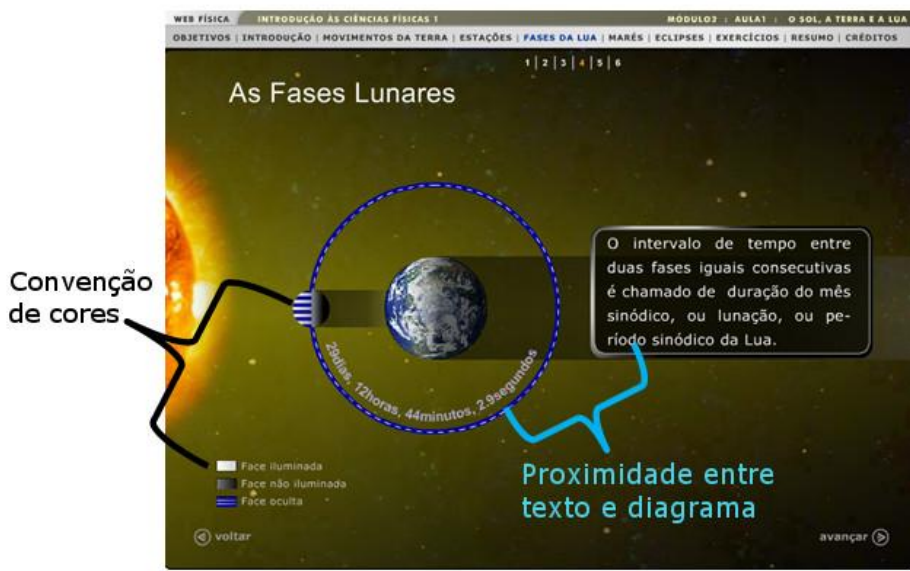 WEB FÍSICA INTRODUÇÃO ÀS CIÊNCIAS FÍSICAS 1 MÓDULO2 : AULA1 : O SOL, A TERRA E A LUA
OBJETIVOS | INTRODUÇÃO | MOVIMENTOS DA TERRA | ESTAÇÕES | FASES DA LUA | MARÉS | ECLIPSES | EXERCÍCIOS | RESUMO | CRÉDITOS
1 | 2 | 3 | 4 | 5 | 6
As Fases Lunares
O intervalo de tempo entre
duas fases iguais consecutivas
é chamado de duração do mês
sinódico, ou lunação, ou pe-
ríodo sinódico da Lua.
Convenção
de cores
29dias, 12horas, 44minutos, 2.9segundos
Face iluminada
Face não iluminada
Face oculta
Proximidade entre
texto e diagrama
voltar
avançar